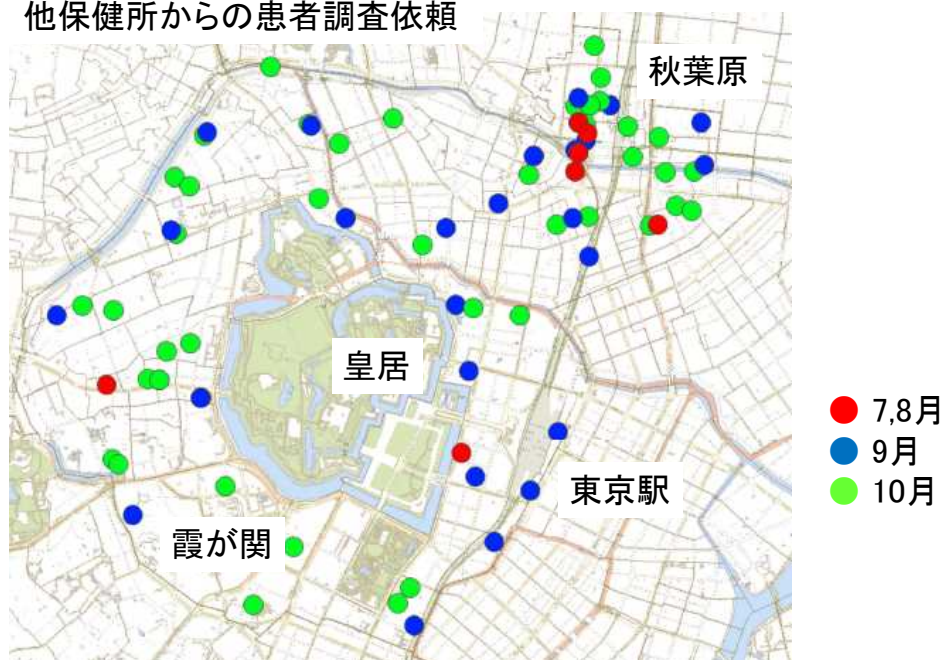 他保健所からの患者調査依頼
秋葉原
皇居
7,8月
9月
東京駅
10月
霞が関